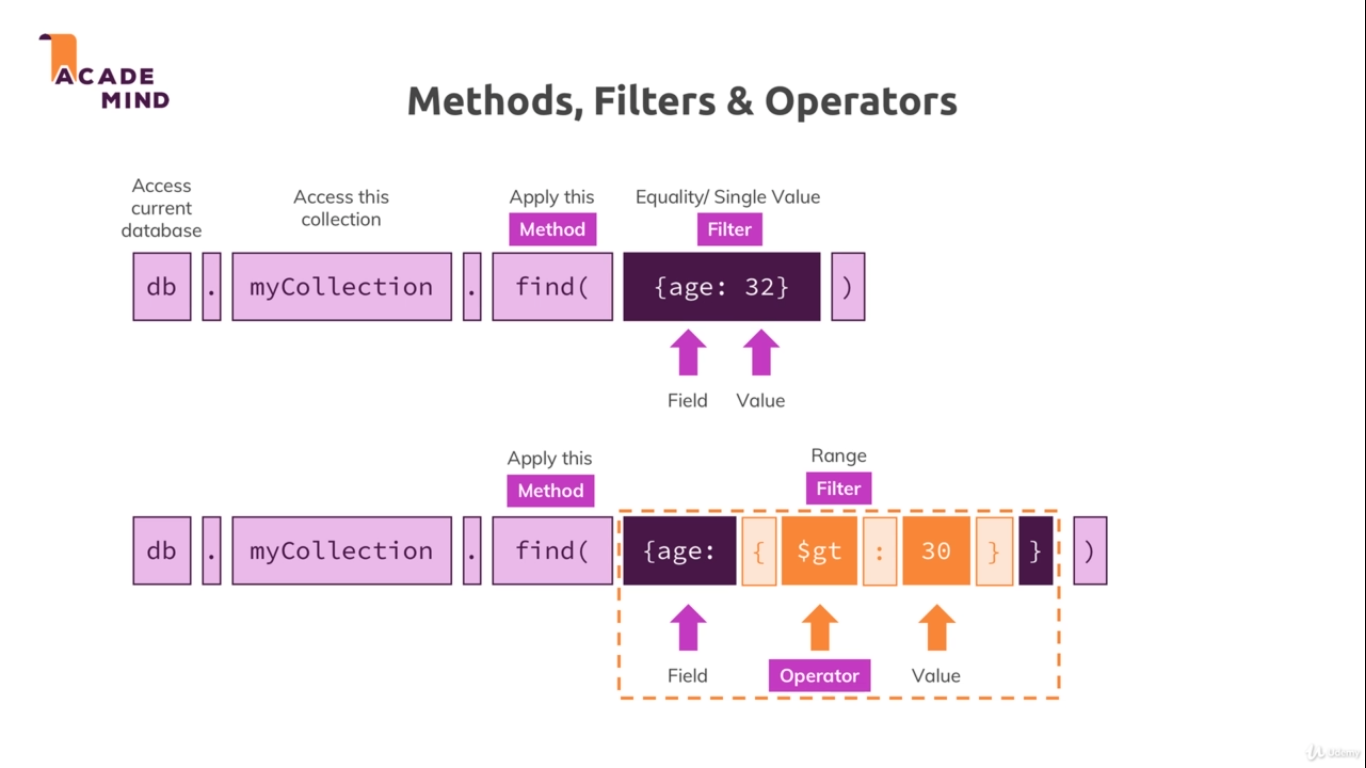 ACADE
MIND
Methods, Filters & Operators
Access
current
database
Access this
collection
Apply this
Method
Equality/ Single Value
Filter
db . myCollection . find( {age: 32} )
Field Value
Apply this
Method
Range
Filter
db . myCollection . find( {age: { $gt : 30 } } )
Field Operator Value
Udemy